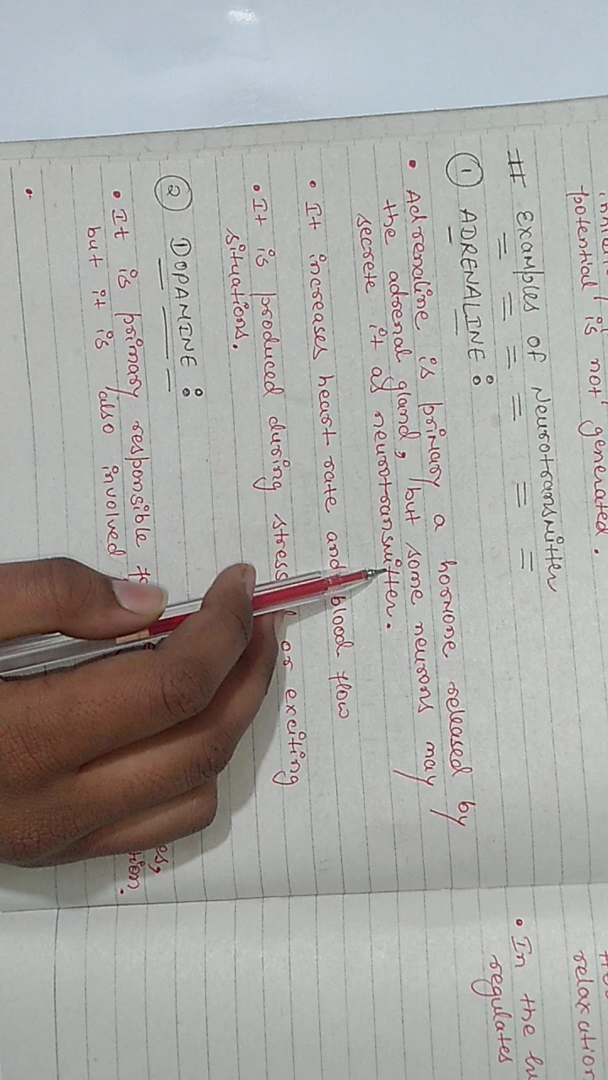 potential is not generated.
# Examples of Neurotransmitter
① ADRENALINE :
• Adrenaline is primary a hormone released by
the adrenal gland, but some neurons may
secrete it as neurotransmitter.
• It increases heart rate and blood flow
• It is produced during stress or exciting
situations.
② DOPAMINE :
• It is primary responsible
but it is also involved
•
relaxation
• In the
regulates